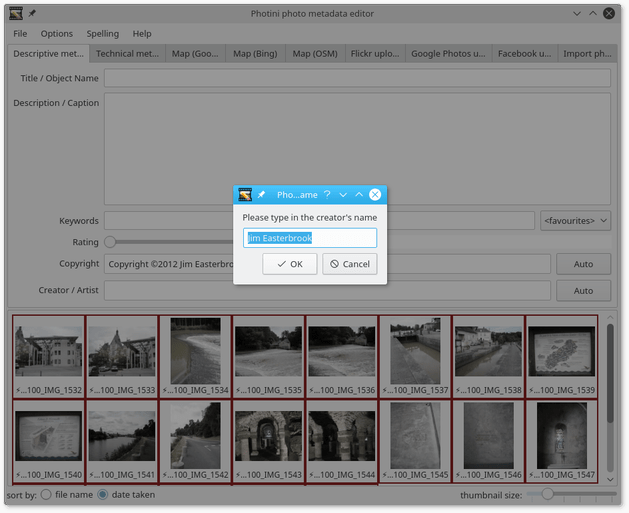 Photini photo metadata editor
File Options Spelling Help
Descriptive met... Technical met... Map (Goo... Map (Bing) Map (OSM) Flickr uplo... Google Photos u... Facebook u... Import ph...
Title / Object Name
Description / Caption
Pho...ame
Please type in the creator's name
Jim Easterbrook
OK Cancel
Keywords <favourites>
Rating
Copyright Copyright ©2012 Jim Easterbro Auto
Creator / Artist Auto
...100_IMG_1532 ...100_IMG_1533 ...100_IMG_1534 ...100_IMG_1535 ...100_IMG_1536 ...100_IMG_1537 ...100_IMG_1538 ...100_IMG_1539
...100_IMG_1540 ...100_IMG_1541 ...100_IMG_1542 ...100_IMG_1543 ...100_IMG_1544 ...100_IMG_1545 ...100_IMG_1546 ...100_IMG_1547
sort by: file name date taken thumbnail size: